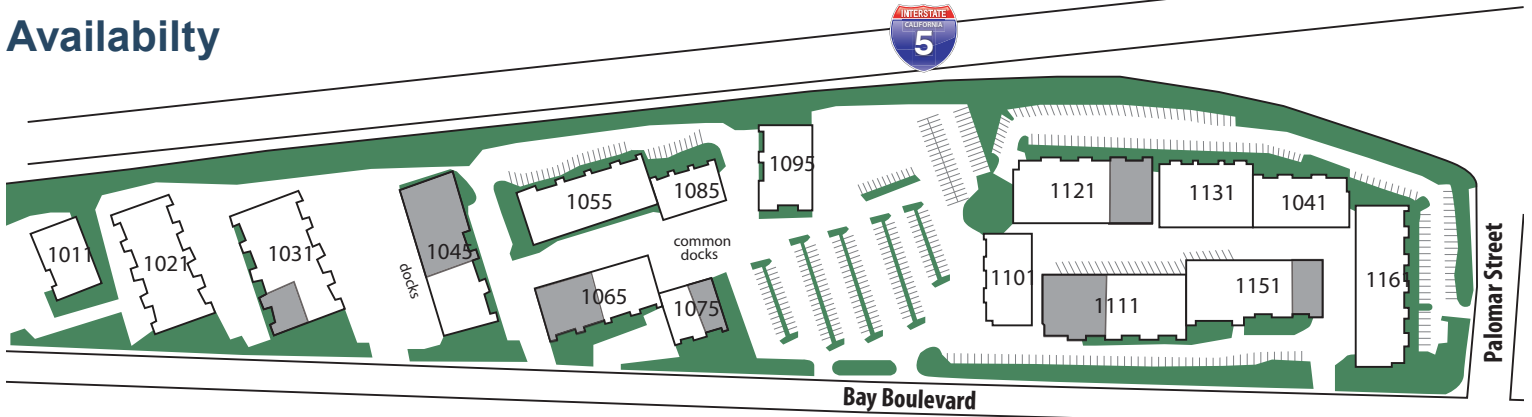 Availabilty
INTERSTATE
CALIFORNIA
5
1011
1021
1031
1045
docks
1055
1085
1095
common
docks
1065
1075
1121
1131
1041
1101
1111
1151
1161
Palomar Street
Bay Boulevard